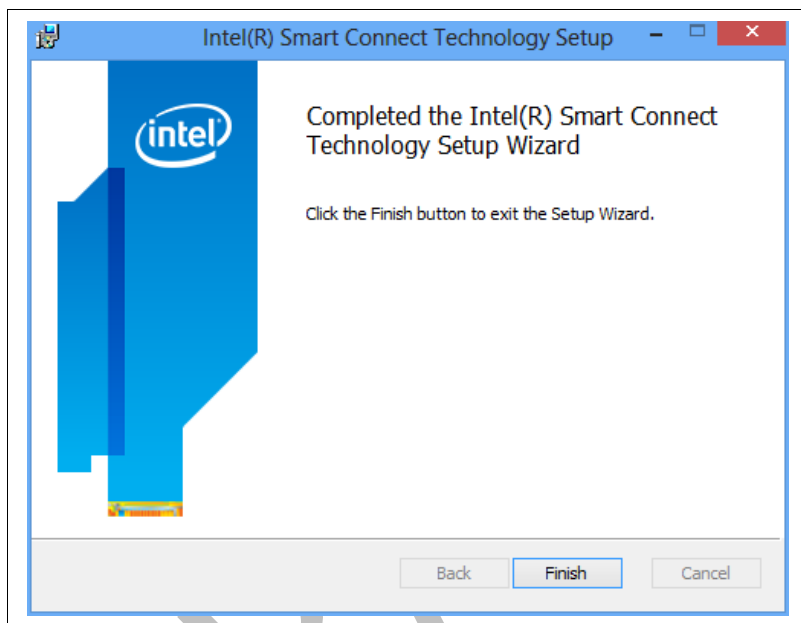 Intel(R) Smart Connect Technology Setup
intel
Completed the Intel(R) Smart Connect
Technology Setup Wizard
Click the Finish button to exit the Setup Wizard.
Back Finish Cancel